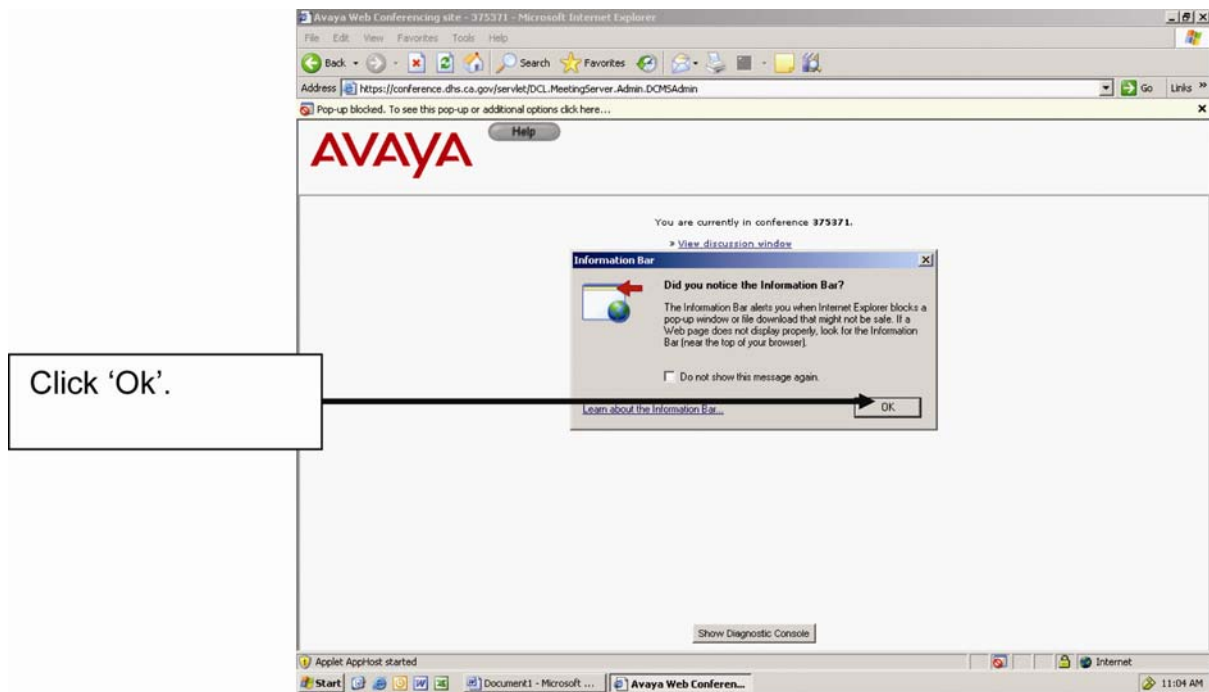 Avaya Web Conferencing site - 375371 - Microsoft Internet Explorer
File Edit View Favorites Tools Help
Back Search Favorites
Address https://conference.dhs.ca.gov/servlet/DCL.MeetingServer.Admin.DCMSAdmin Go Links »
Pop-up blocked. To see this pop-up or additional options click here...
AVAYA Help
You are currently in conference 375371.
» View discussion window
Information Bar
Did you notice the Information Bar?
The Information Bar alerts you when Internet Explorer blocks a
pop-up window or file download that might not be safe. If a
Web page does not display properly, look for the Information
Bar (near the top of your browser).
Do not show this message again.
Click ‘Ok’.
Learn about the Information Bar... OK
Show Diagnostic Console
Applet AppHost started Internet
Start Document1 - Microsoft ... Avaya Web Conferen... 11:04 AM